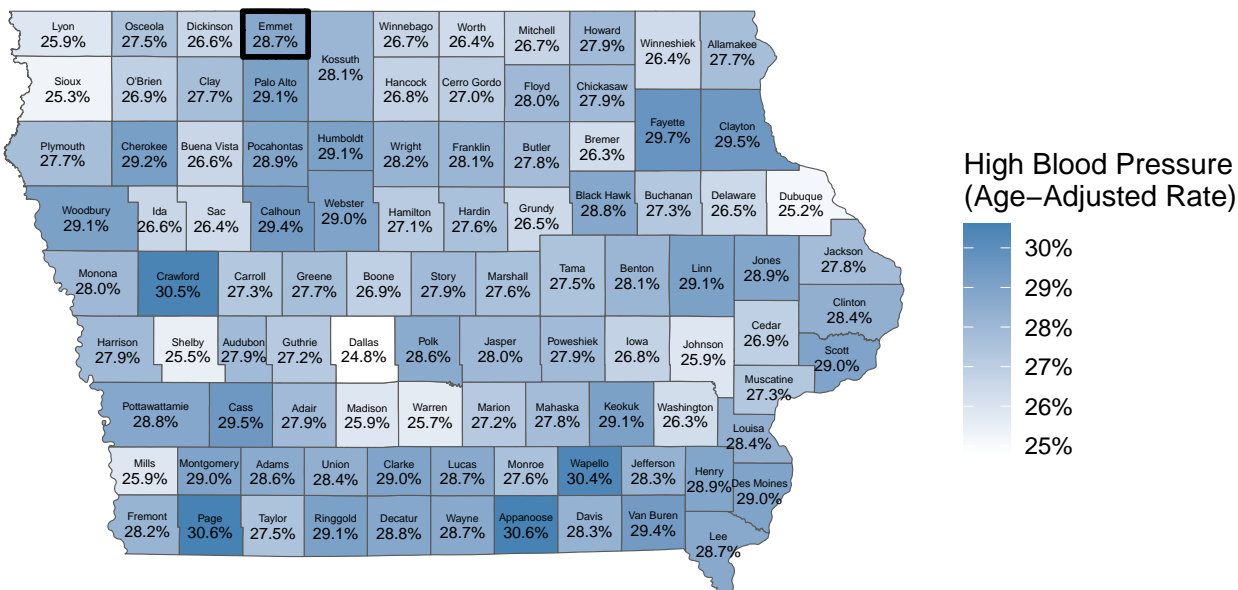 Lyon
25.9%
Osceola
27.5%
Dickinson
26.6%
Emmet
28.7%
Kossuth
28.1%
Winnebago
26.7%
Worth
26.4%
Mitchell
26.7%
Howard
27.9%
Winneshiek
26.4%
Allamakee
27.7%
Sioux
25.3%
O'Brien
26.9%
Clay
27.7%
Palo Alto
29.1%
Hancock
26.8%
Cerro Gordo
27.0%
Floyd
28.0%
Chickasaw
27.9%
Fayette
29.7%
Clayton
29.5%
Plymouth
27.7%
Cherokee
29.2%
Buena Vista
26.6%
Pocahontas
28.9%
Humboldt
29.1%
Wright
28.2%
Franklin
28.1%
Butler
27.8%
Bremer
26.3%
Woodbury
29.1%
Ida
26.6%
Sac
26.4%
Calhoun
29.4%
Webster
29.0%
Hamilton
27.1%
Hardin
27.6%
Grundy
26.5%
Black Hawk
28.8%
Buchanan
27.3%
Delaware
26.5%
Dubuque
25.2%
Monona
28.0%
Crawford
30.5%
Carroll
27.3%
Greene
27.7%
Boone
26.9%
Story
27.9%
Marshall
27.6%
Tama
27.5%
Benton
28.1%
Linn
29.1%
Jones
28.9%
Jackson
27.8%
Clinton
28.4%
Harrison
27.9%
Shelby
25.5%
Audubon
27.9%
Guthrie
27.2%
Dallas
24.8%
Polk
28.6%
Jasper
28.0%
Poweshiek
27.9%
Iowa
26.8%
Johnson
25.9%
Cedar
26.9%
Scott
29.0%
Muscatine
27.3%
Pottawattamie
28.8%
Cass
29.5%
Adair
27.9%
Madison
25.9%
Warren
25.7%
Marion
27.2%
Mahaska
27.8%
Keokuk
29.1%
Washington
26.3%
Louisa
28.4%
Mills
25.9%
Montgomery
29.0%
Adams
28.6%
Union
28.4%
Clarke
29.0%
Lucas
28.7%
Monroe
27.6%
Wapello
30.4%
Jefferson
28.3%
Henry
28.9%
Des Moines
29.0%
Fremont
28.2%
Page
30.6%
Taylor
27.5%
Ringgold
29.1%
Decatur
28.8%
Wayne
28.7%
Appanoose
30.6%
Davis
28.3%
Van Buren
29.4%
Lee
28.7%
High Blood Pressure
(Age−Adjusted Rate)
30%
29%
28%
27%
26%
25%